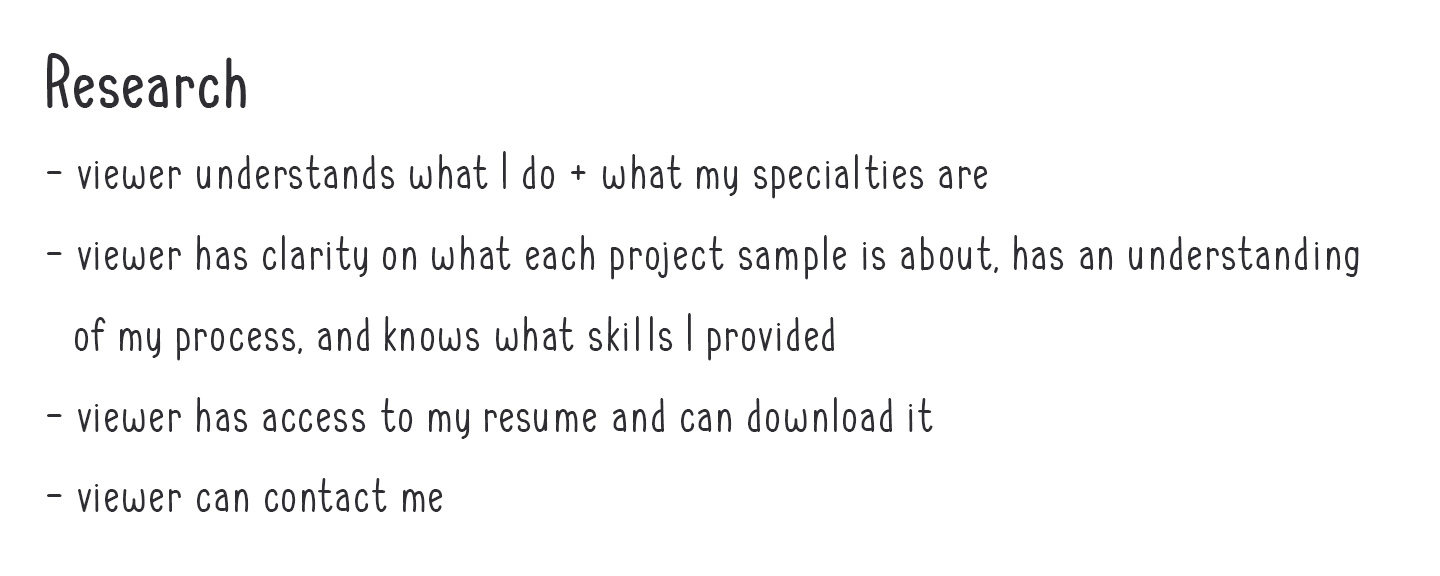 Research
- viewer understands what I do + what my specialties are
- viewer has clarity on what each project sample is about, has an understanding
of my process, and knows what skills I provided
- viewer has access to my resume and can download it
- viewer can contact me